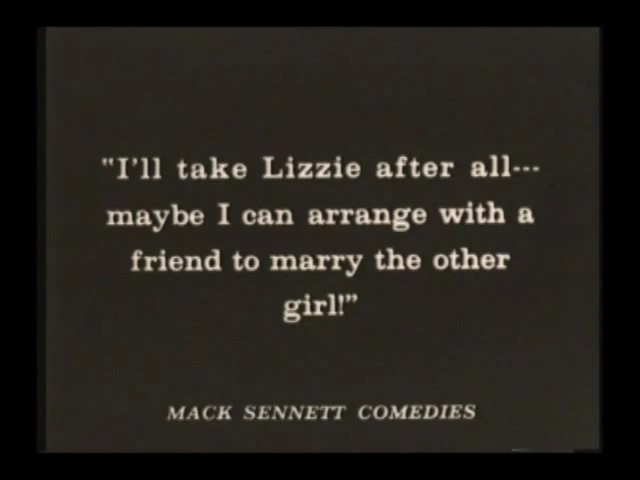 "I'll take Lizzie after all---
maybe I can arrange with a
friend to marry the other
girl!”
MACK SENNETT COMEDIES